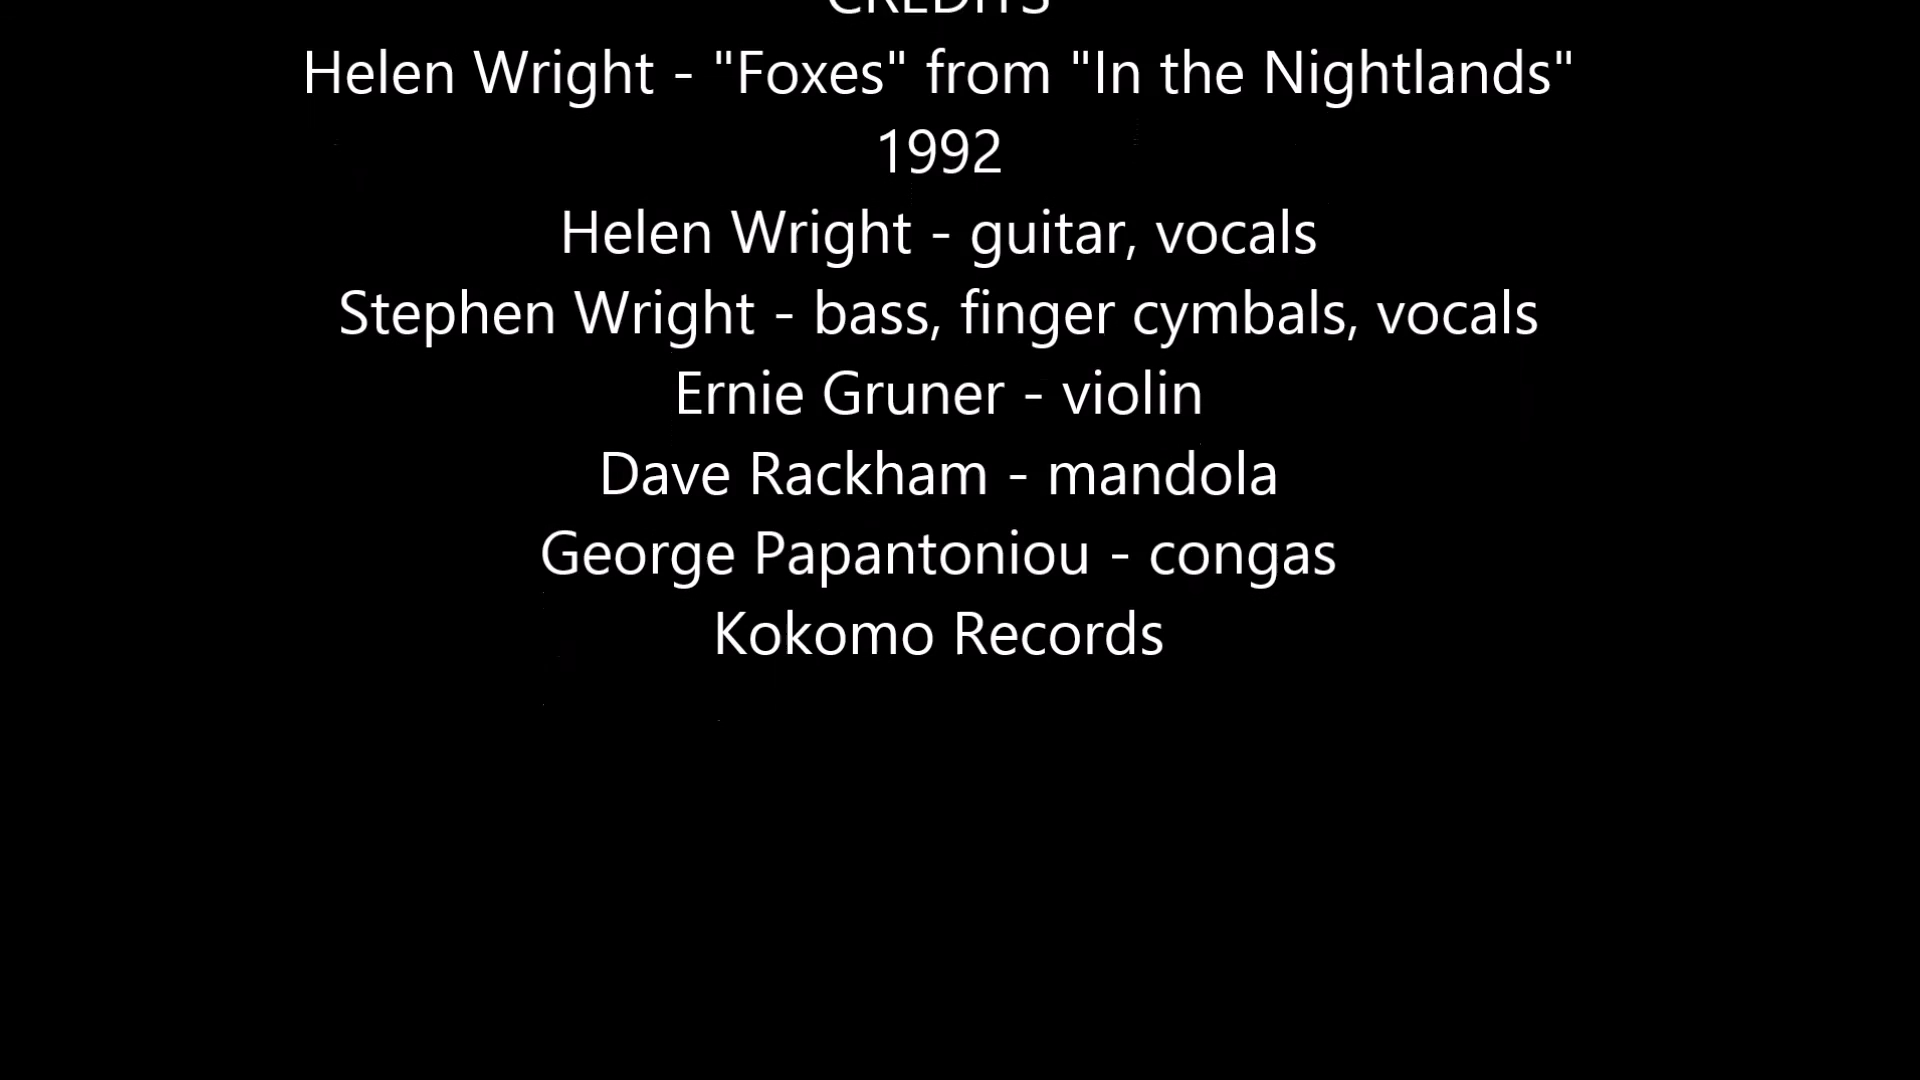 CREDITS
Helen Wright - "Foxes" from "In the Nightlands"
1992
Helen Wright - guitar, vocals
Stephen Wright - bass, finger cymbals, vocals
Ernie Gruner - violin
Dave Rackham - mandola
George Papantoniou - congas
Kokomo Records